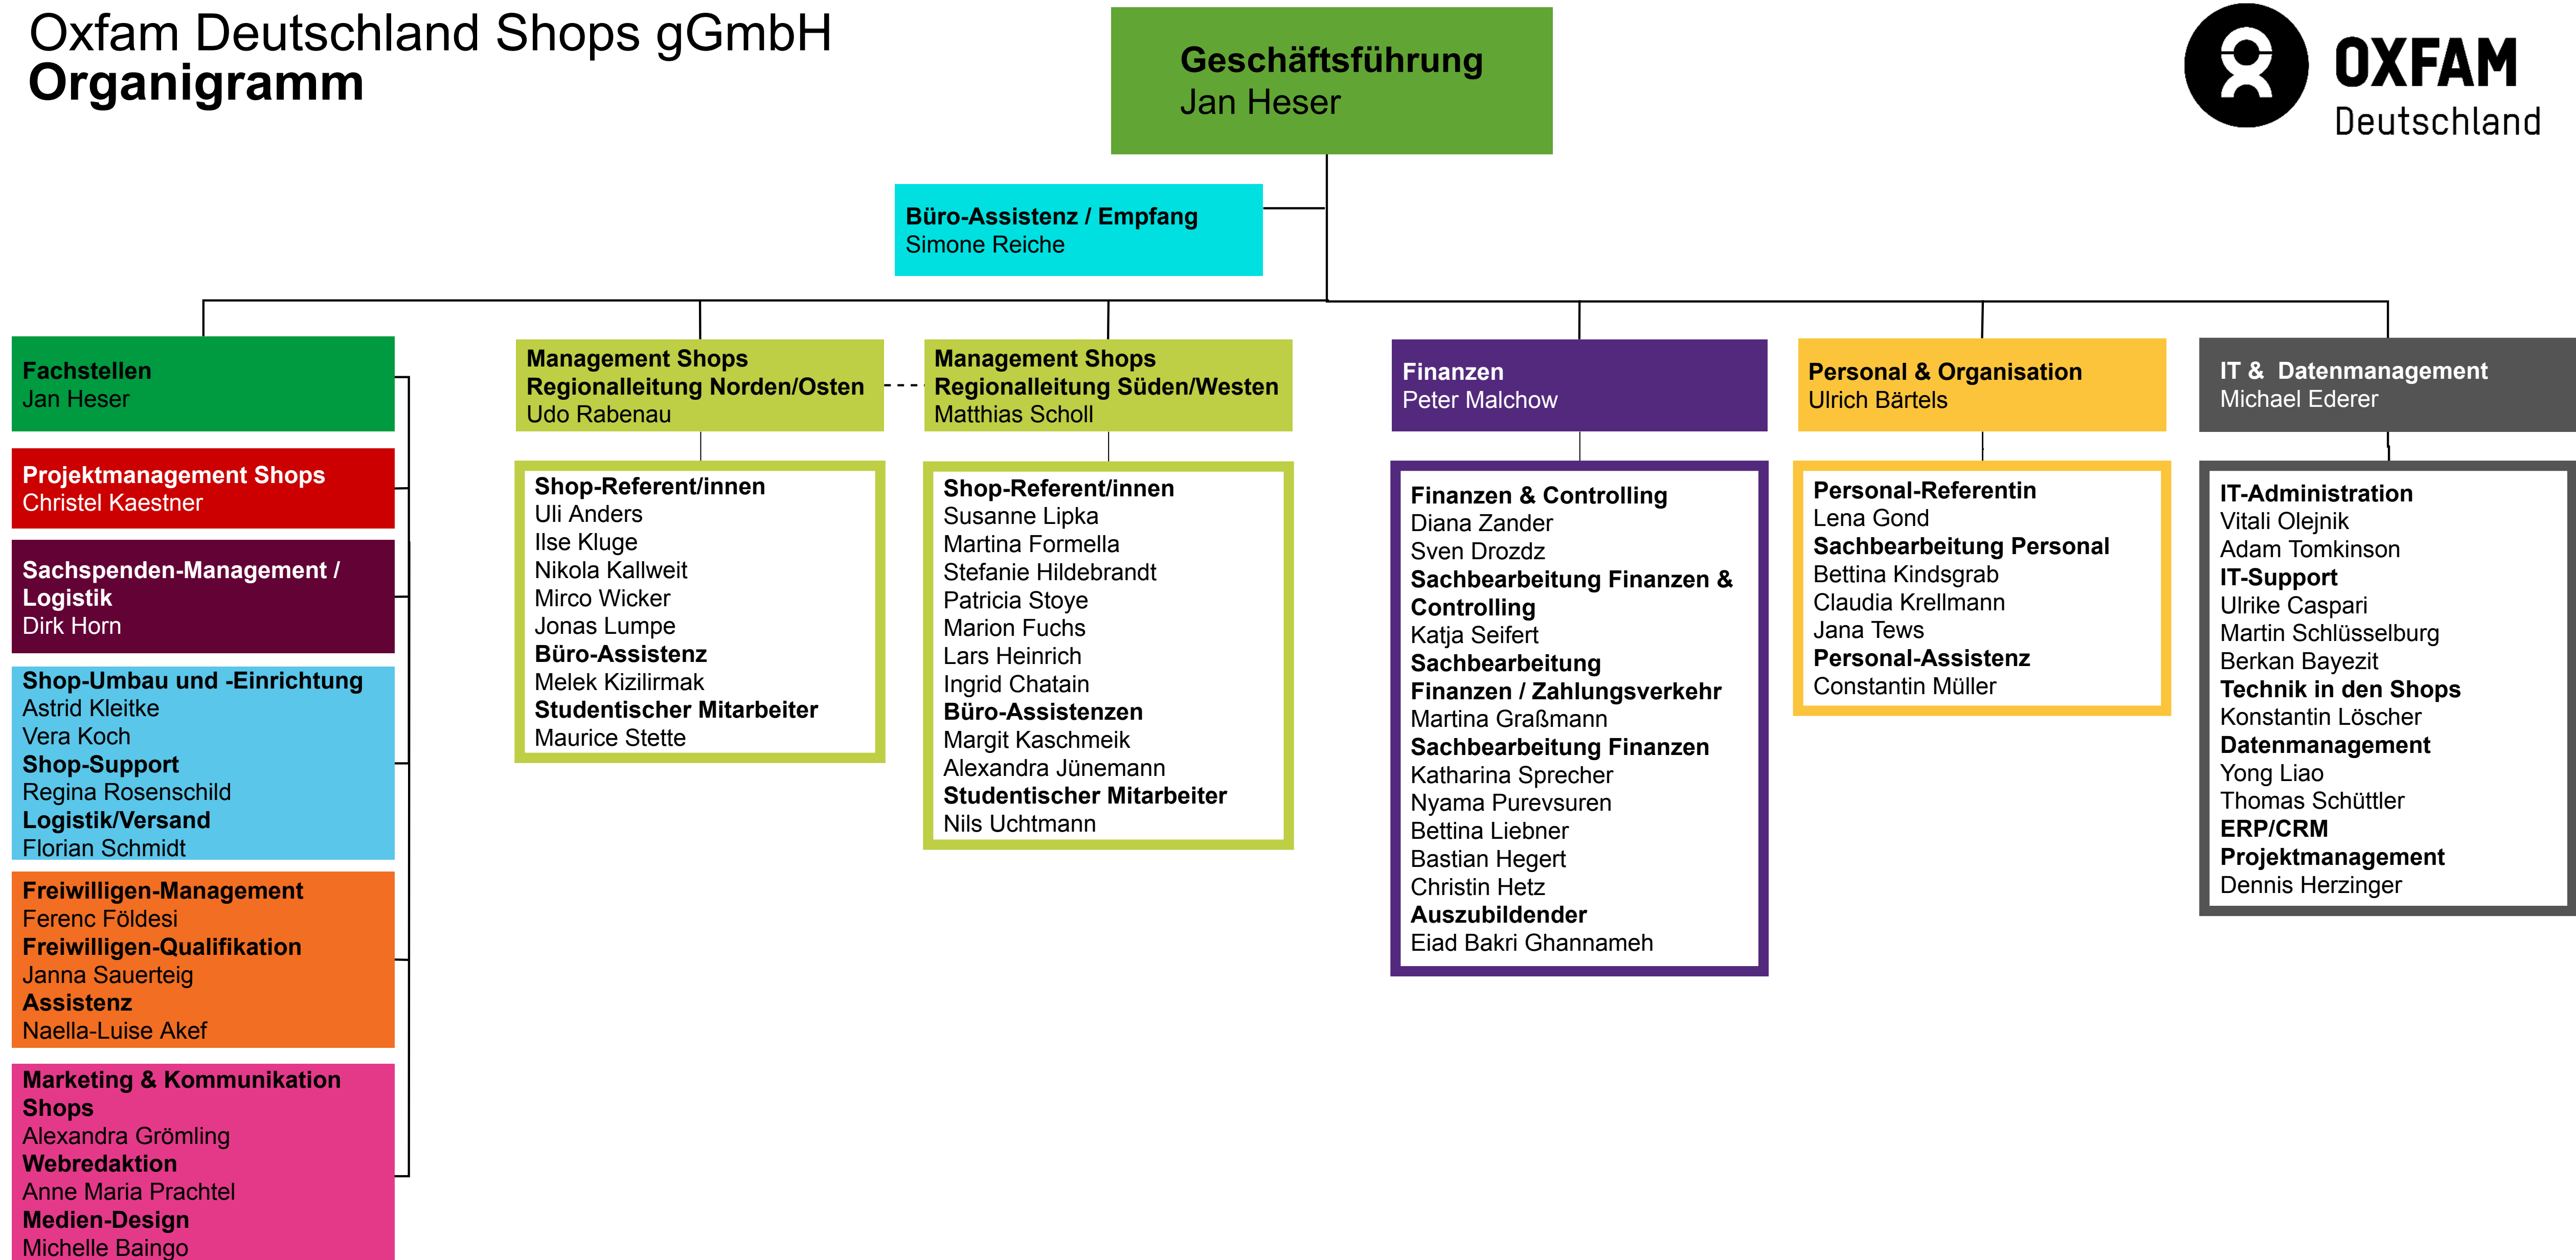 Oxfam Deutschland Shops gGmbH
Organigramm
Geschäftsführung
Jan Heser
OXFAM
Deutschland
Büro-Assistenz / Empfang
Simone Reiche
Fachstellen
Jan Heser
Projektmanagement Shops
Christel Kaestner
Sachspenden-Management /
Logistik
Dirk Horn
Shop-Umbau und -Einrichtung
Astrid Kleitke
Vera Koch
Shop-Support
Regina Rosenschild
Logistik/Versand
Florian Schmidt
Freiwilligen-Management
Ferenc Földesi
Freiwilligen-Qualifikation
Janna Sauerteig
Assistenz
Naella-Luise Akef
Marketing & Kommunikation
Shops
Alexandra Grömling
Webredaktion
Anne Maria Prachtel
Medien-Design
Michelle Baingo
Management Shops
Regionalleitung Norden/Osten
Udo Rabenau
Shop-Referent/innen
Uli Anders
Ilse Kluge
Nikola Kallweit
Mirco Wicker
Jonas Lumpe
Büro-Assistenz
Melek Kizilirmak
Studentischer Mitarbeiter
Maurice Stette
Management Shops
Regionalleitung Süden/Westen
Matthias Scholl
Shop-Referent/innen
Susanne Lipka
Martina Formella
Stefanie Hildebrandt
Patricia Stoye
Marion Fuchs
Lars Heinrich
Ingrid Chatain
Büro-Assistenzen
Margit Kaschmeik
Alexandra Jünemann
Studentischer Mitarbeiter
Nils Uchtmann
Finanzen
Peter Malchow
Finanzen & Controlling
Diana Zander
Sven Drozdz
Sachbearbeitung Finanzen &
Controlling
Katja Seifert
Sachbearbeitung
Finanzen / Zahlungsverkehr
Martina Graßmann
Sachbearbeitung Finanzen
Katharina Sprecher
Nyama Purevsuren
Bettina Liebner
Bastian Hegert
Christin Hetz
Auszubildender
Eiad Bakri Ghannameh
Personal & Organisation
Ulrich Bärtels
Personal-Referentin
Lena Gond
Sachbearbeitung Personal
Bettina Kindsgrab
Claudia Krellmann
Jana Tews
Personal-Assistenz
Constantin Müller
IT &  Datenmanagement
Michael Ederer
IT-Administration
Vitali Olejnik
Adam Tomkinson
IT-Support
Ulrike Caspari
Martin Schlüsselburg
Berkan Bayezit
Technik in den Shops
Konstantin Löscher
Datenmanagement
Yong Liao
Thomas Schüttler
ERP/CRM
Projektmanagement
Dennis Herzinger